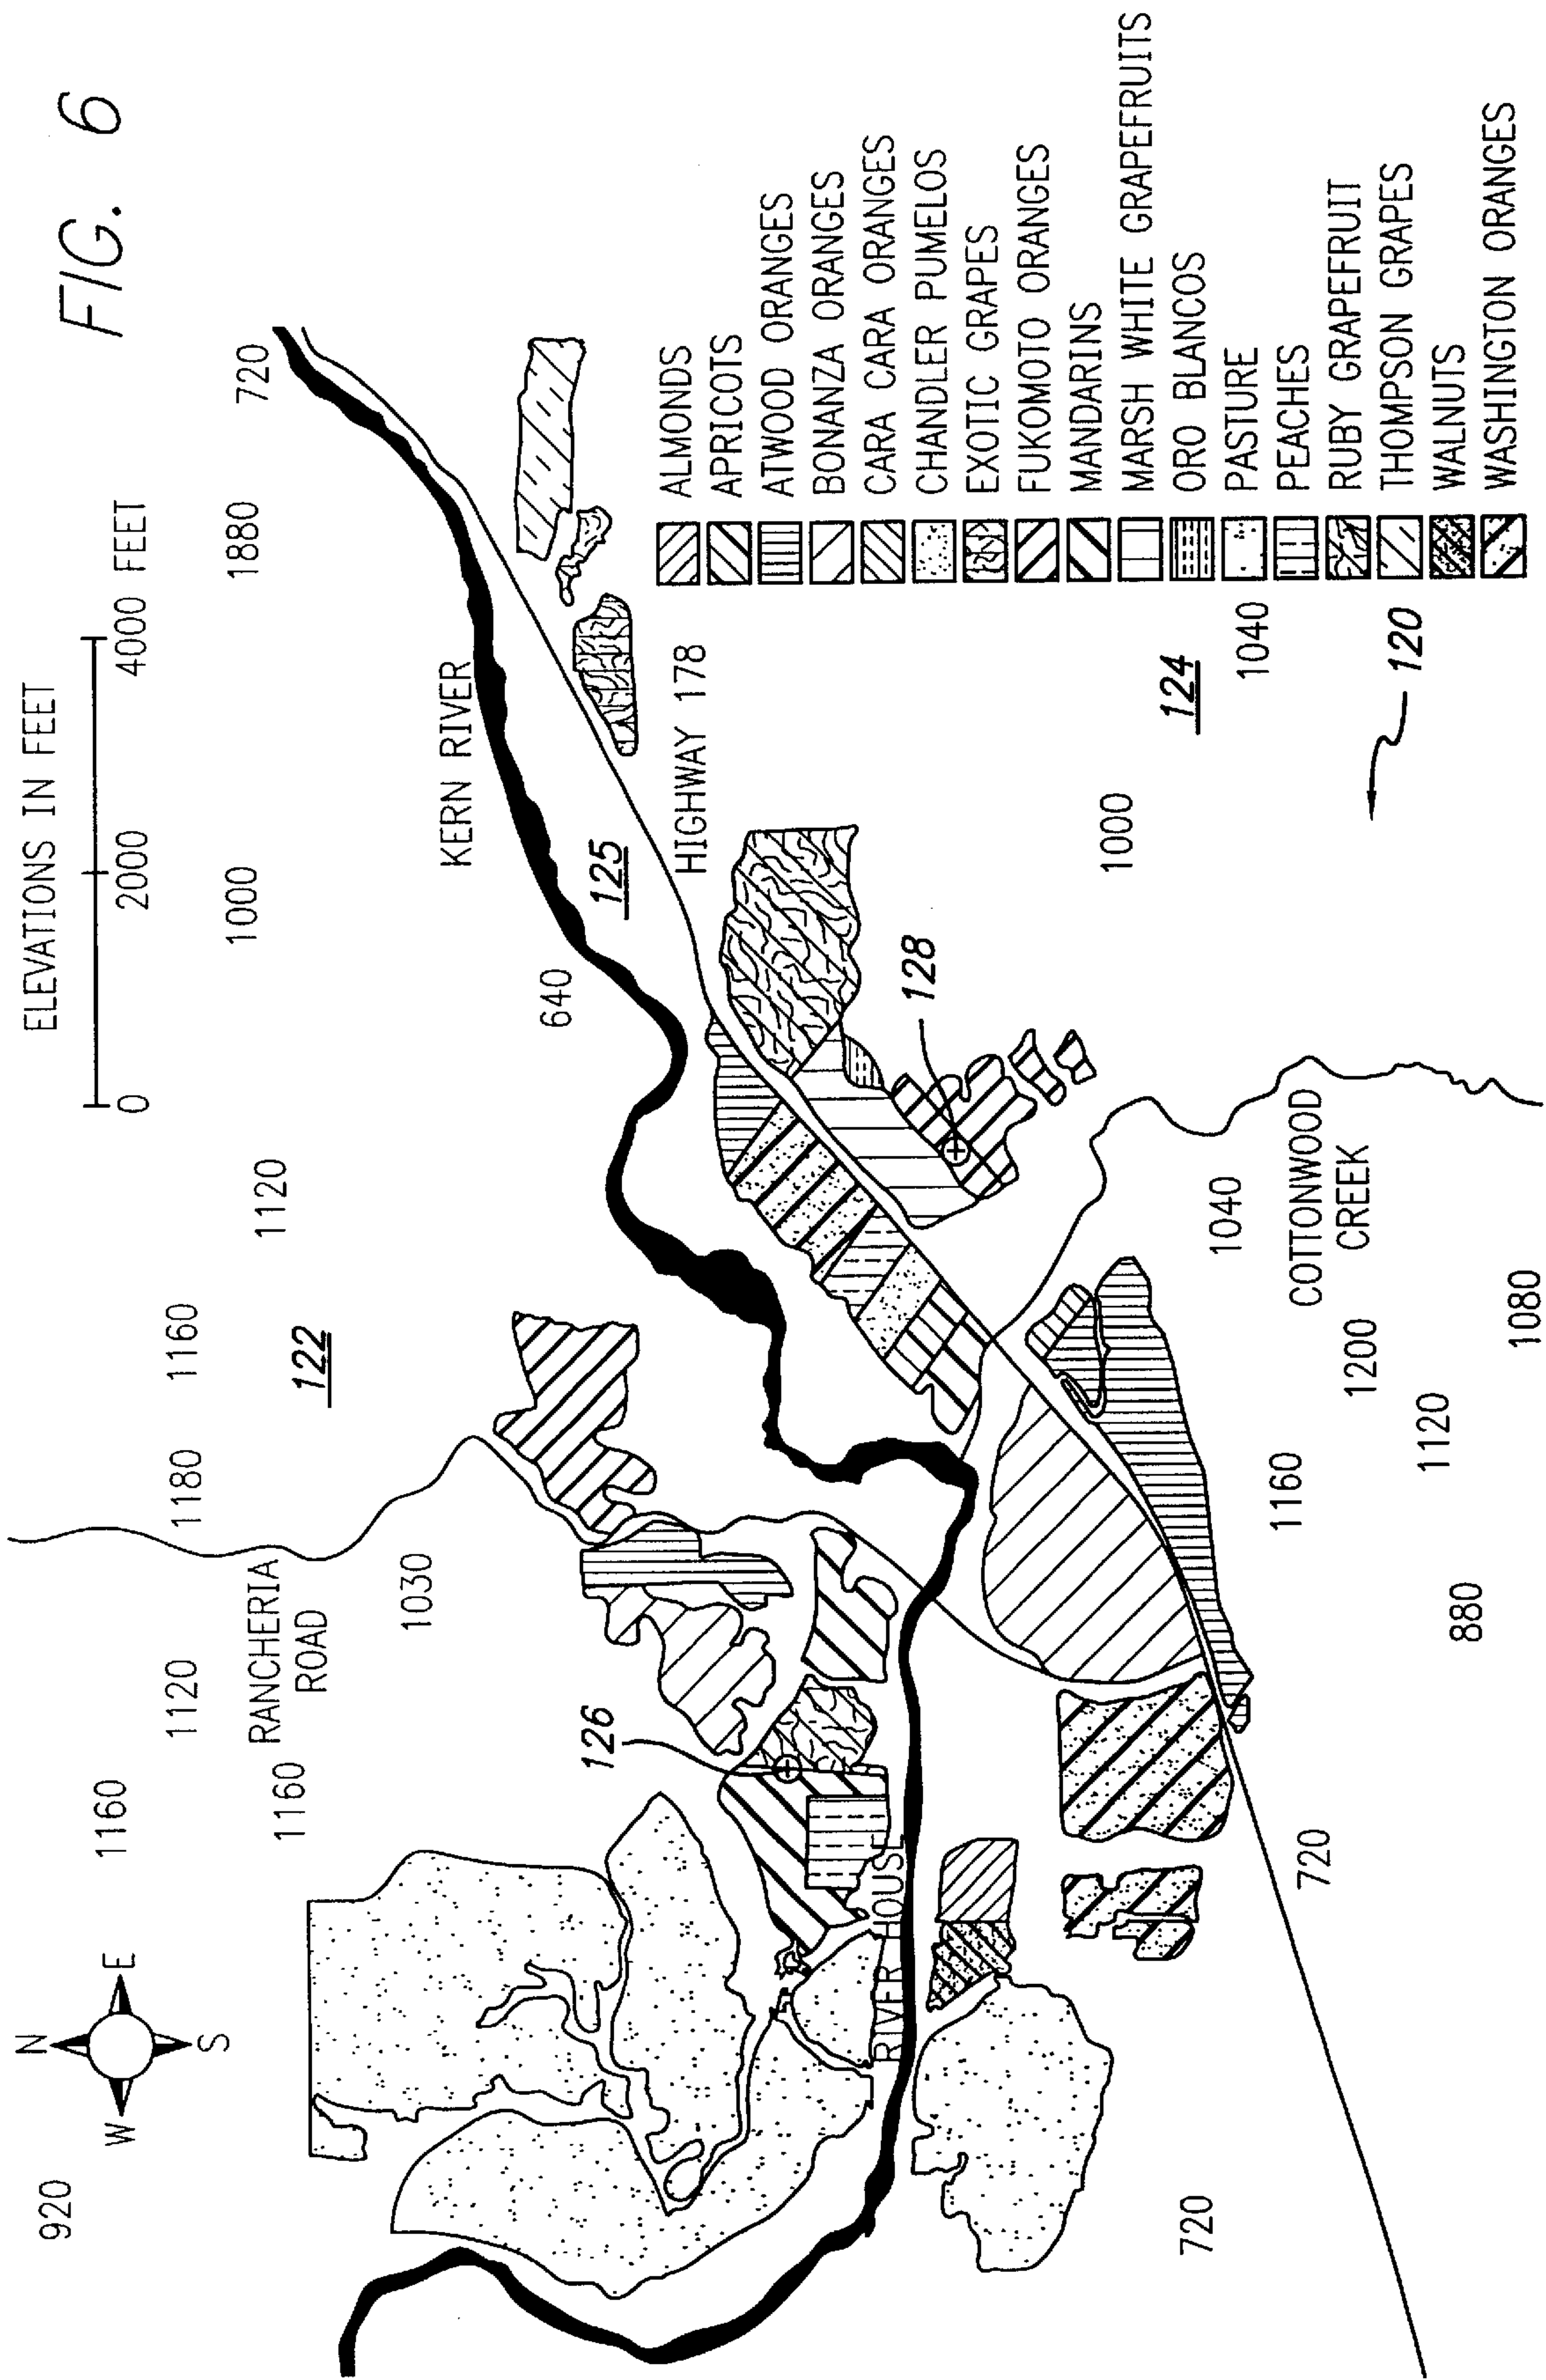 FIG. 6
ELEVATIONS IN FEET
0
2000
4000 FEET
N
W
E
S
920
1160
1120
1180
1160
1160
RANCHERIA
ROAD
122
1120
1000
1880
720
1030
640
KERN RIVER
126
125
HIGHWAY 178
RIVER HOUSE
128
720
720
1160
1040
1000
124
1040
COTTONWOOD
CREEK
1200
880
1120
1080
120
ALMONDS
APRICOTS
ATWOOD ORANGES
BONANZA ORANGES
CARA CARA ORANGES
CHANDLER PUMELOS
EXOTIC GRAPES
FUKOMOTO ORANGES
MANDARINS
MARSH WHITE GRAPEFRUITS
ORO BLANCOS
PASTURE
PEACHES
RUBY GRAPEFRUIT
THOMPSON GRAPES
WALNUTS
WASHINGTON ORANGES